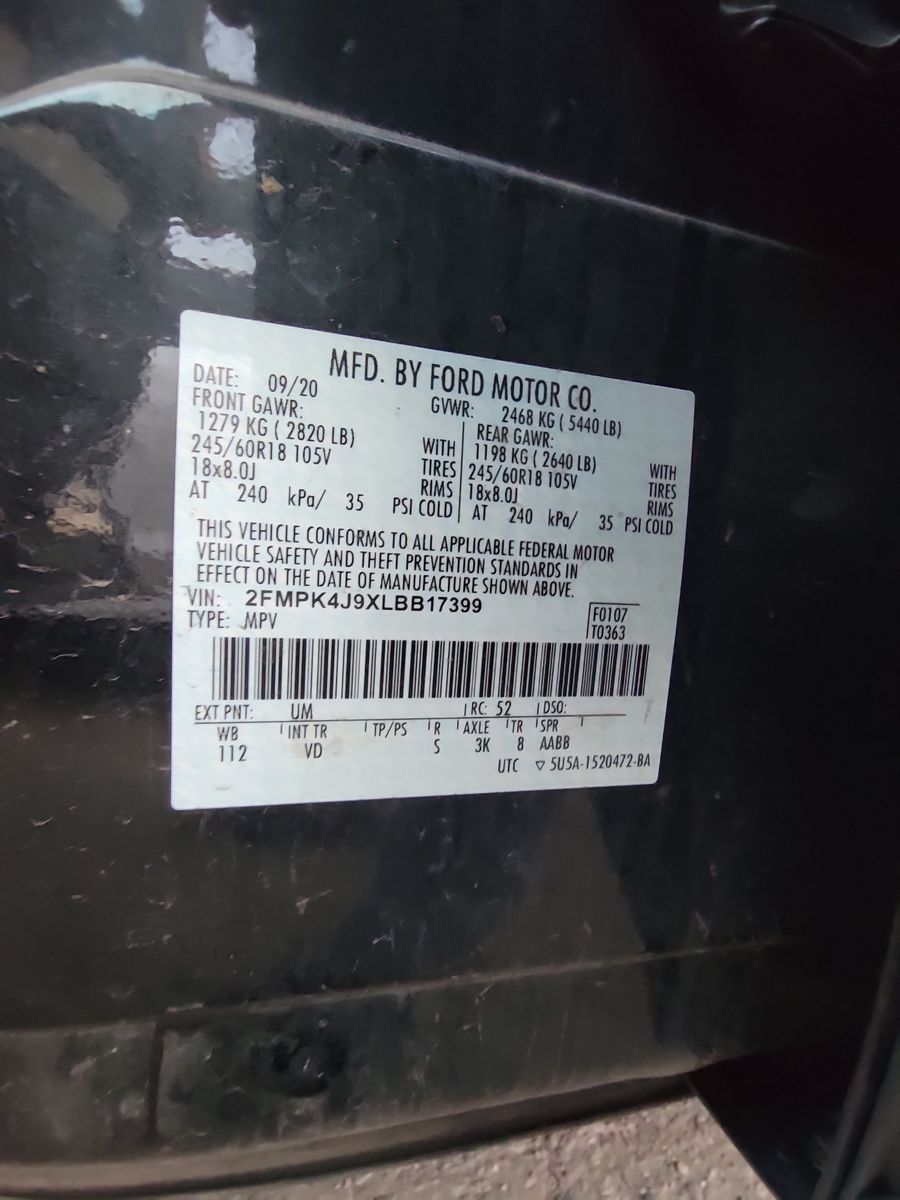 MFD. BY FORD MOTOR CO.
DATE: 09/20 GVWR: 2468 KG ( 5440 LB)
FRONT GAWR: REAR GAWR:
1279 KG ( 2820 LB) WITH 1198 KG ( 2640 LB) WITH
245/60R18 105V TIRES 245/60R18 105V TIRES
18x8.0J RIMS 18x8.0J RIMS
AT 240 kPa/ 35 PSI COLD AT 240 kPa/ 35 PSI COLD
THIS VEHICLE CONFORMS TO ALL APPLICABLE FEDERAL MOTOR
VEHICLE SAFETY AND THEFT PREVENTION STANDARDS IN
EFFECT ON THE DATE OF MANUFACTURE SHOWN ABOVE.
VIN: 2FMPK4J9XLBB17399 F0107
TYPE: MPV T0363
EXT PNT: UM RC: 52 DSO:
WB INT TR TP/PS R AXLE TR SPR
112 VD S 3K 8 AABB
UTC ▽ 5U5A-1520472-BA